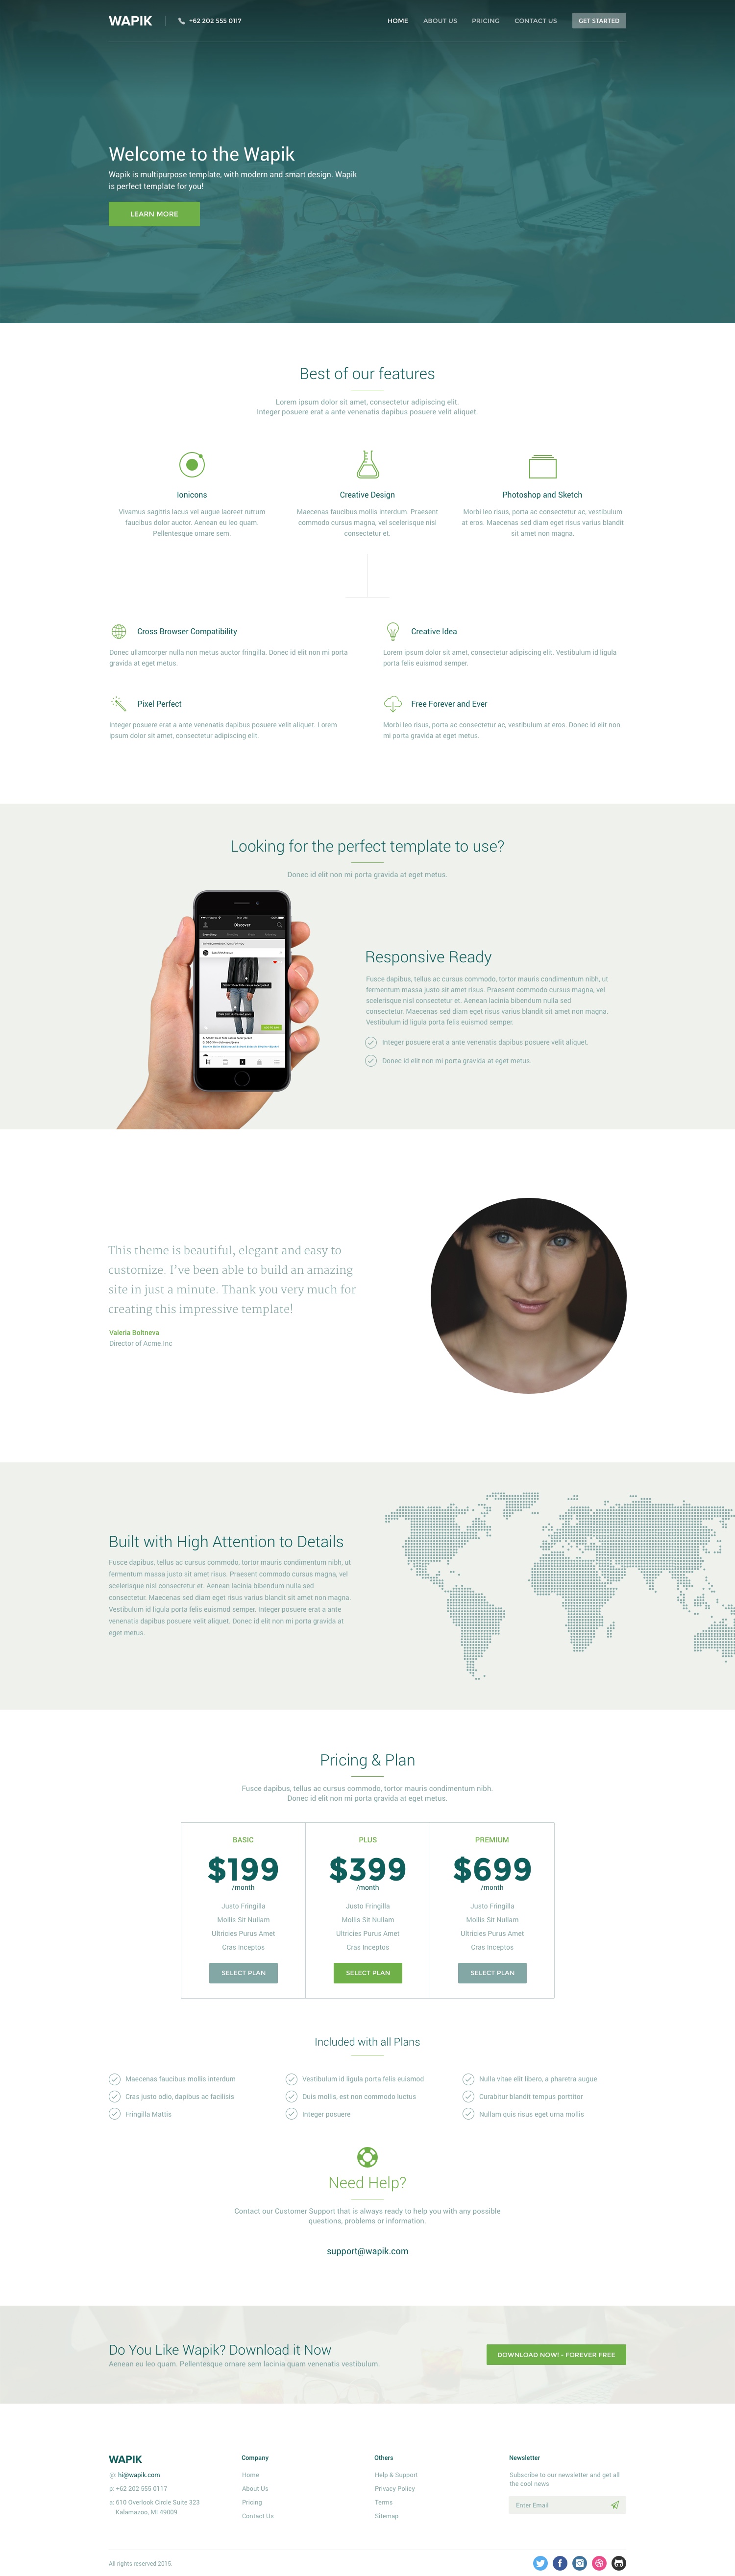 WAPIK
+62 202 555 0117
HOME
ABOUT US
PRICING
CONTACT US
GET STARTED
Welcome to the Wapik
Wapik is multipurpose template, with modern and smart design. Wapik
is perfect template for you!
LEARN MORE
Best of our features
Lorem ipsum dolor sit amet, consectetur adipiscing elit.
Integer posuere erat a ante venenatis dapibus posuere velit aliquet.
Ionicons
Vivamus sagittis lacus vel augue laoreet rutrum
faucibus dolor auctor. Aenean eu leo quam.
Pellentesque ornare sem.
Creative Design
Maecenas faucibus mollis interdum. Praesent
commodo cursus magna, vel scelerisque nisl
consectetur et.
Photoshop and Sketch
Morbi leo risus, porta ac consectetur ac, vestibulum
at eros. Maecenas sed diam eget risus varius blandit
sit amet non magna.
Cross Browser Compatibility
Donec ullamcorper nulla non metus auctor fringilla. Donec id elit non mi porta
gravida at eget metus.
Creative Idea
Lorem ipsum dolor sit amet, consectetur adipiscing elit. Vestibulum id ligula
porta felis euismod semper.
Pixel Perfect
Integer posuere erat a ante venenatis dapibus posuere velit aliquet. Lorem
ipsum dolor sit amet, consectetur adipiscing elit.
Free Forever and Ever
Morbi leo risus, porta ac consectetur ac, vestibulum at eros. Donec id elit non
mi porta gravida at eget metus.
Looking for the perfect template to use?
Donec id elit non mi porta gravida at eget metus.
Discover
Responsive Ready
Fusce dapibus, tellus ac cursus commodo, tortor mauris condimentum nibh, ut
fermentum massa justo sit amet risus. Praesent commodo cursus magna, vel
scelerisque nisl consectetur et. Aenean lacinia bibendum nulla sed
consectetur. Maecenas sed diam eget risus varius blandit sit amet non magna.
Vestibulum id ligula porta felis euismod semper.
Integer posuere erat a ante venenatis dapibus posuere velit aliquet.
Donec id elit non mi porta gravida at eget metus.
This theme is beautiful, elegant and easy to
customize. I've been able to build an amazing
site in just a minute. Thank you very much for
creating this impressive template!
Valeria Boltneva
Director of Acme.Inc
Built with High Attention to Details
Fusce dapibus, tellus ac cursus commodo, tortor mauris condimentum nibh, ut
fermentum massa justo sit amet risus. Praesent commodo cursus magna, vel
scelerisque nisl consectetur et. Aenean lacinia bibendum nulla sed
consectetur. Maecenas sed diam eget risus varius blandit sit amet non magna.
Vestibulum id ligula porta felis euismod semper. Integer posuere erat a ante
venenatis dapibus posuere velit aliquet. Donec id elit non mi porta gravida at
eget metus.
Pricing & Plan
Fusce dapibus, tellus ac cursus commodo, tortor mauris condimentum nibh.
Donec id elit non mi porta gravida at eget metus.
BASIC
$199
/month
Justo Fringilla
Mollis Sit Nullam
Ultricies Purus Amet
Cras Inceptos
SELECT PLAN
PLUS
$399
/month
Justo Fringilla
Mollis Sit Nullam
Ultricies Purus Amet
Cras Inceptos
SELECT PLAN
PREMIUM
$699
/month
Justo Fringilla
Mollis Sit Nullam
Ultricies Purus Amet
Cras Inceptos
SELECT PLAN
Included with all Plans
Maecenas faucibus mollis interdum
Cras justo odio, dapibus ac facilisis
Fringilla Mattis
Vestibulum id ligula porta felis euismod
Duis mollis, est non commodo luctus
Integer posuere
Nulla vitae elit libero, a pharetra augue
Curabitur blandit tempus porttitor
Nullam quis risus eget urna mollis
Need Help?
Contact our Customer Support that is always ready to help you with any possible
questions, problems or information.
support@wapik.com
Do You Like Wapik? Download it Now
Aenean eu leo quam. Pellentesque ornare sem lacinia quam venenatis vestibulum.
DOWNLOAD NOW! - FOREVER FREE
WAPIK
@: hi@wapik.com
p: +62 202 555 0117
a: 610 Overlook Circle Suite 323
Kalamazoo, MI 49009
Company
Home
About Us
Pricing
Contact Us
Others
Help & Support
Privacy Policy
Terms
Sitemap
Newsletter
Subscribe to our newsletter and get all
the cool news
Enter Email
All rights reserved 2015